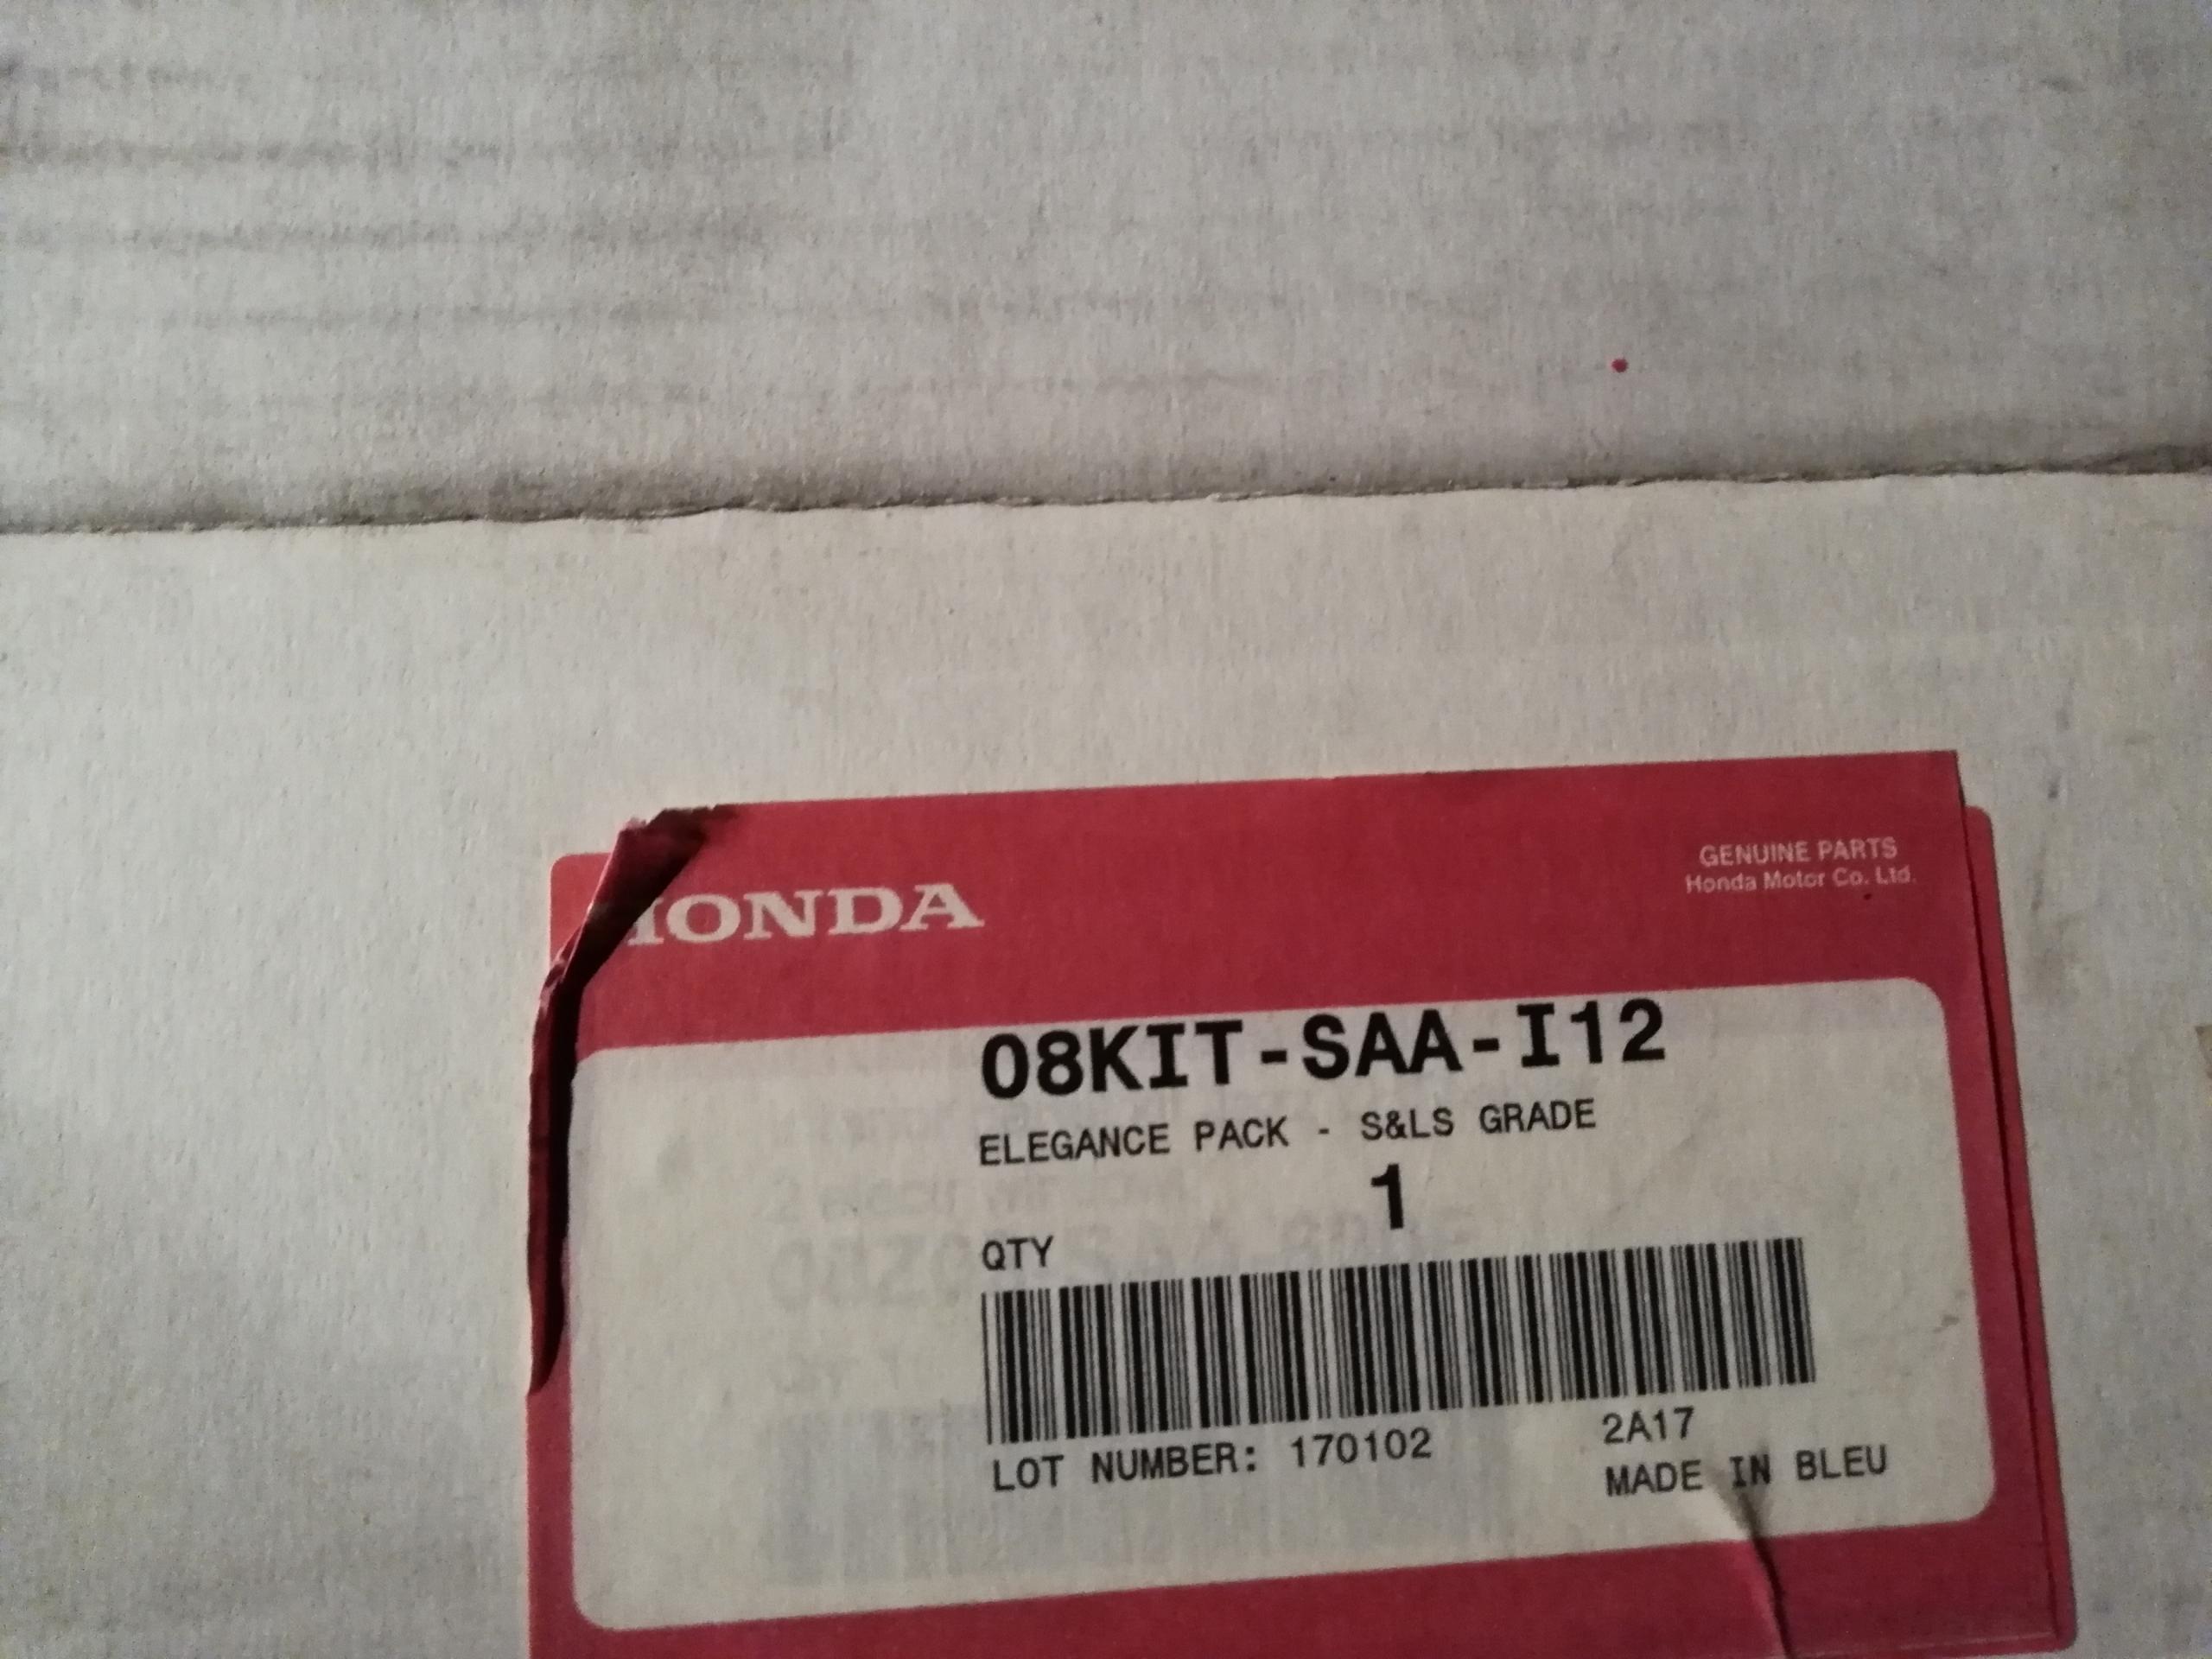 HONDA
GENUINE PARTS
Honda Motor Co. Ltd.
08KIT-SAA-I12
ELEGANCE PACK - S&LS GRADE
1
QTY
LOT NUMBER: 170102
2A17
MADE IN BLEU